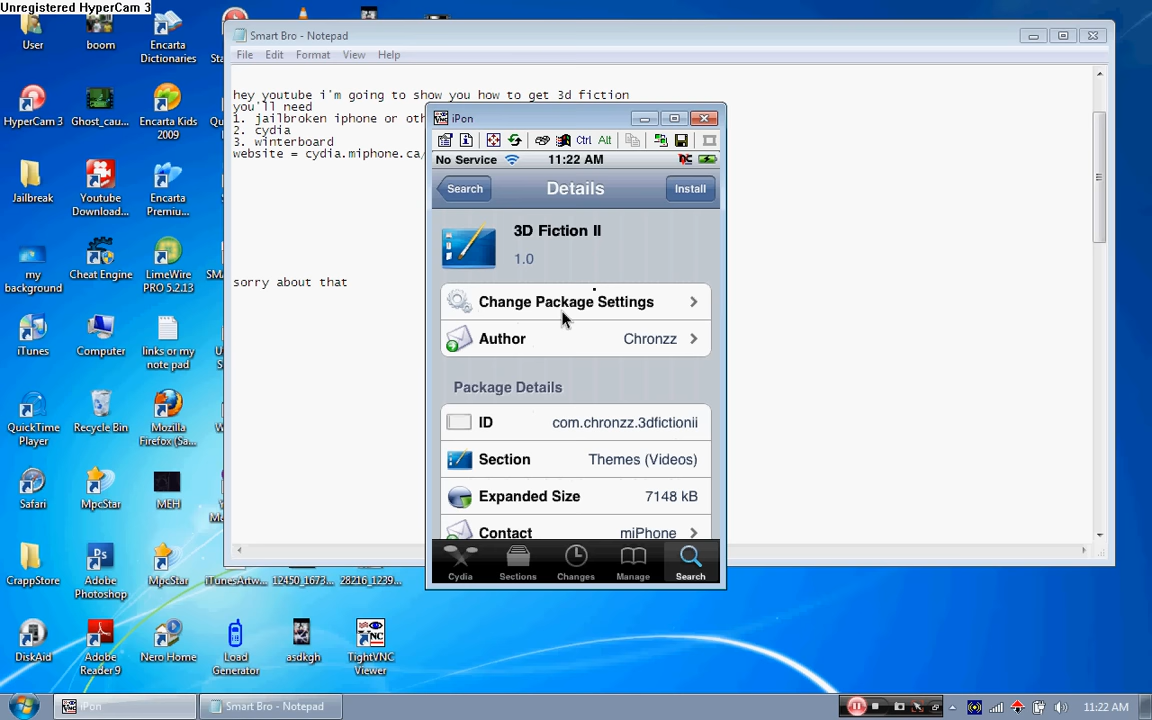 Unregistered HyperCam 3
User
boom
Encarta
Dictionaries
HyperCam 3
Ghost_cau...
Encarta Kids
2009
Jailbreak
Youtube
Download...
Encarta
Premiu...
my
background
Cheat Engine
LimeWire
PRO 5.2.13
iTunes
Computer
links or my
note pad
QuickTime
Player
Recycle Bin
Mozilla
Firefox (Sa...
Safari
MpcStar
MEH
CrappStore
Adobe
Photoshop
MpcStar
iTunesArtw...
12450_1673...
28216_1239...
DiskAid
Adobe
Reader 9
Nero Home
Load
Generator
asdkgh
TightVNC
Viewer
Smart Bro - Notepad
File Edit Format View Help
hey youtube i'm going to show you how to get 3d fiction
you'll need
1. jailbroken iphone or oth
2. cydia
3. winterboard
website = cydia.miphone.ca/
sorry about that
iPon
Ctrl Alt
No Service 11:22 AM
Search Details Install
3D Fiction II
1.0
Change Package Settings
Author Chronzz
Package Details
ID com.chronzz.3dfictionii
Section Themes (Videos)
Expanded Size 7148 kB
Contact miPhone
Cydia Sections Changes Manage Search
iPon
Smart Bro - Notepad
11:22 AM